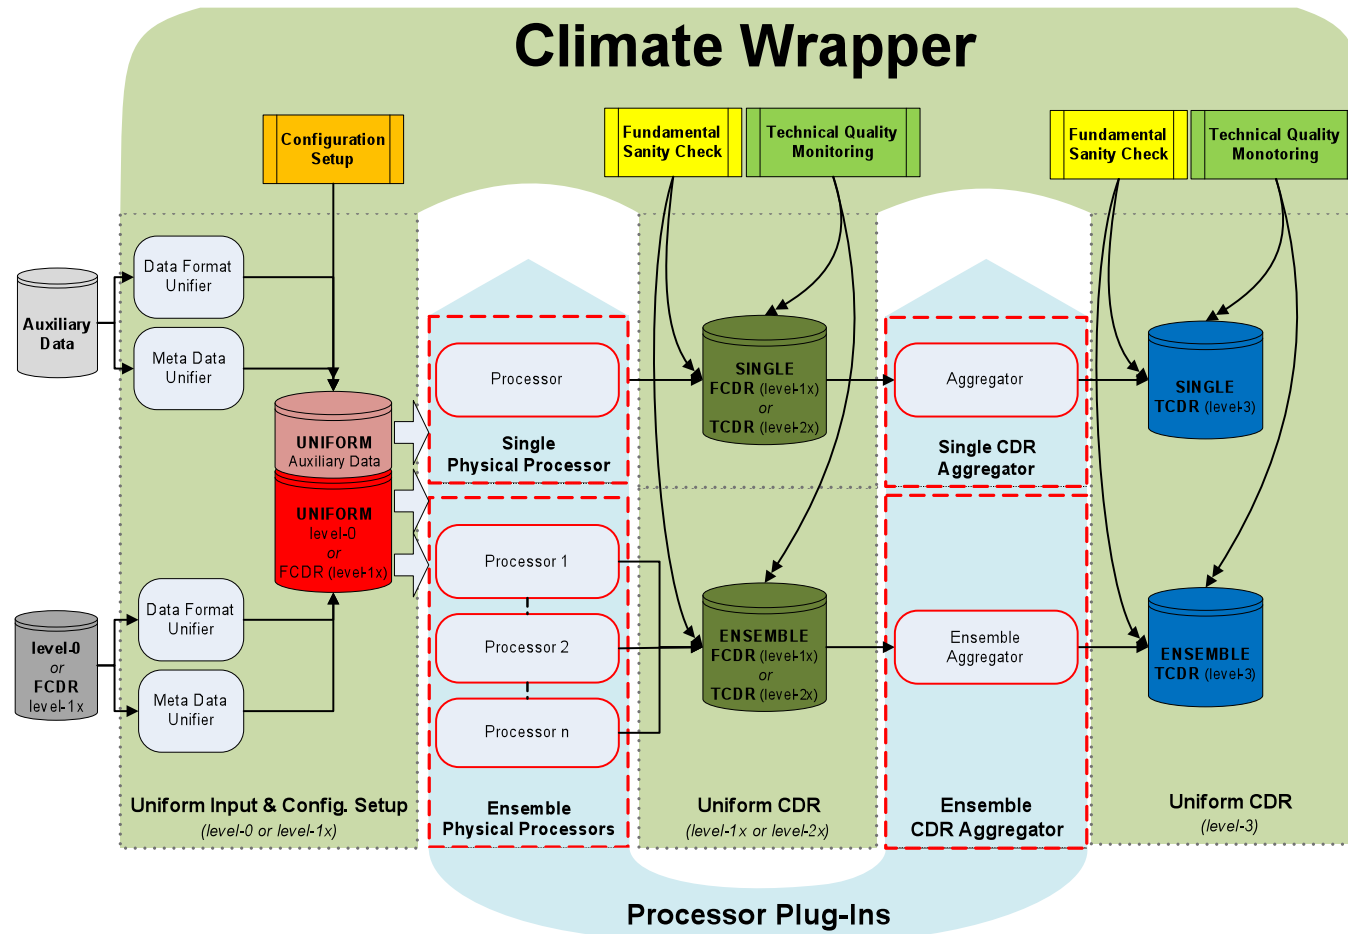 Climate Wrapper
Configuration
Setup
Fundamental
Sanity Check
Technical Quality
Monitoring
Fundamental
Sanity Check
Technical Quality
Monotoring
Auxiliary
Data
Data Format
Unifier
Meta Data
Unifier
UNIFORM
Auxiliary Data
UNIFORM
level-0
or
FCDR (level-1x)
level-0
or
FCDR
level-1x
Data Format
Unifier
Meta Data
Unifier
Uniform Input & Config. Setup
(level-0 or level-1x)
Processor
Single
Physical Processor
Processor 1
Processor 2
Processor n
Ensemble
Physical Processors
SINGLE
FCDR (level-1x)
or
TCDR (level-2x)
ENSEMBLE
FCDR (level-1x)
or
TCDR (level-2x)
Uniform CDR
(level-1x or level-2x)
Aggregator
Single CDR
Aggregator
Ensemble
Aggregator
Ensemble
CDR Aggregator
SINGLE
TCDR (level-3)
ENSEMBLE
TCDR (level-3)
Uniform CDR
(level-3)
Processor Plug-Ins